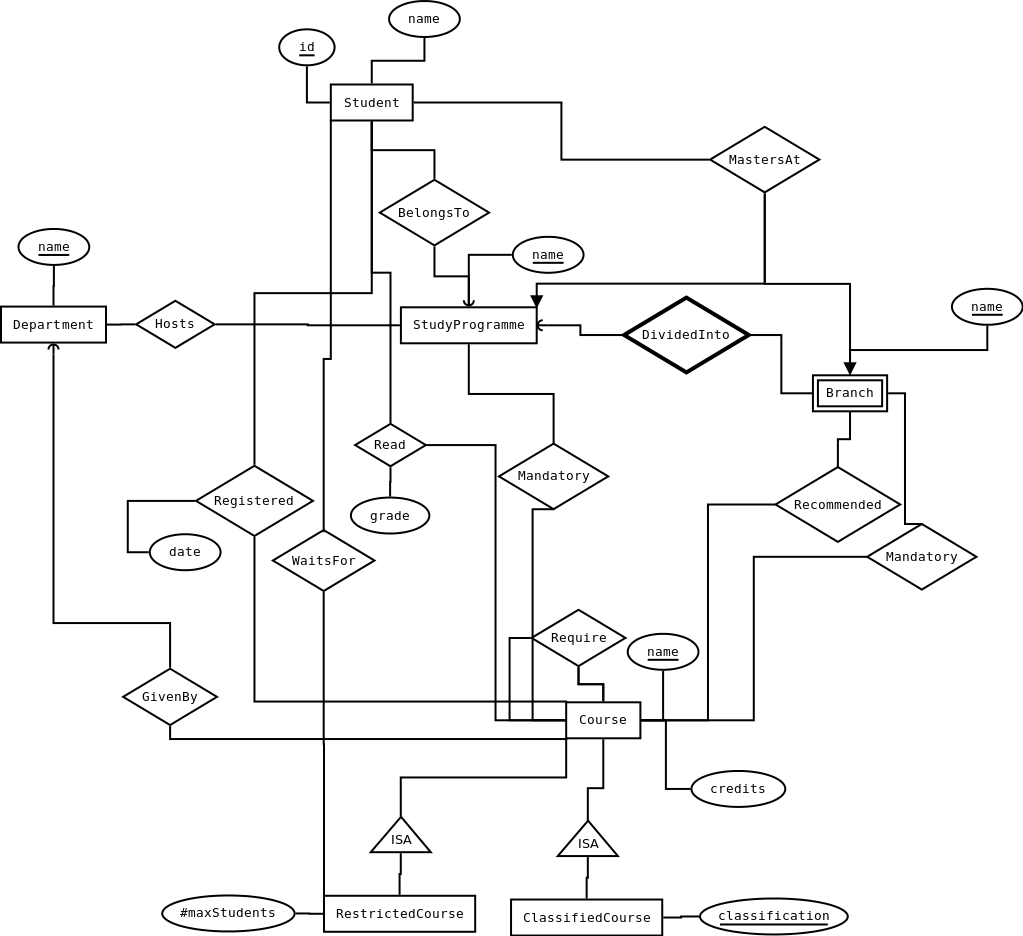 name
id
Student
MastersAt
BelongsTo
name
name
name
Department
Hosts
StudyProgramme
DividedInto
Branch
Read
Mandatory
Registered
Recommended
grade
date
WaitsFor
Mandatory
Require
name
GivenBy
Course
credits
ISA
ISA
#maxStudents
RestrictedCourse
ClassifiedCourse
classification